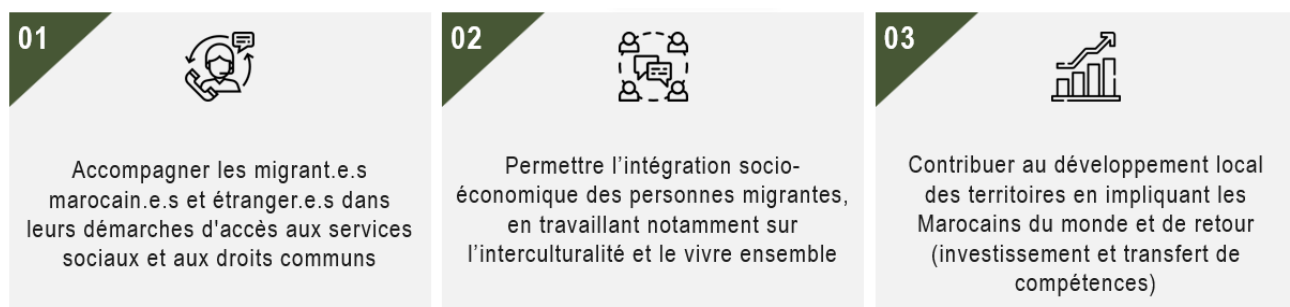 01
Accompagner les migrant.e.s
marocain.e.s et étranger.e.s dans
leurs démarches d'accès aux services
sociaux et aux droits communs
02
Permettre l’intégration socio-
économique des personnes migrantes,
en travaillant notamment sur
l’interculturalité et le vivre ensemble
03
Contribuer au développement local
des territoires en impliquant les
Marocains du monde et de retour
(investissement et transfert de
compétences)